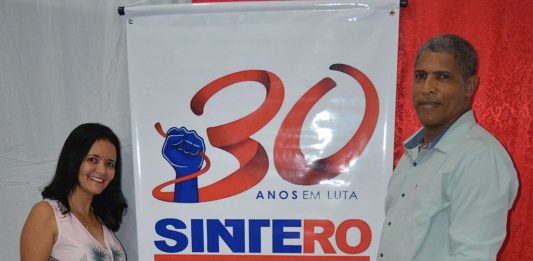 30
ANOS EM LUTA
SINTERO